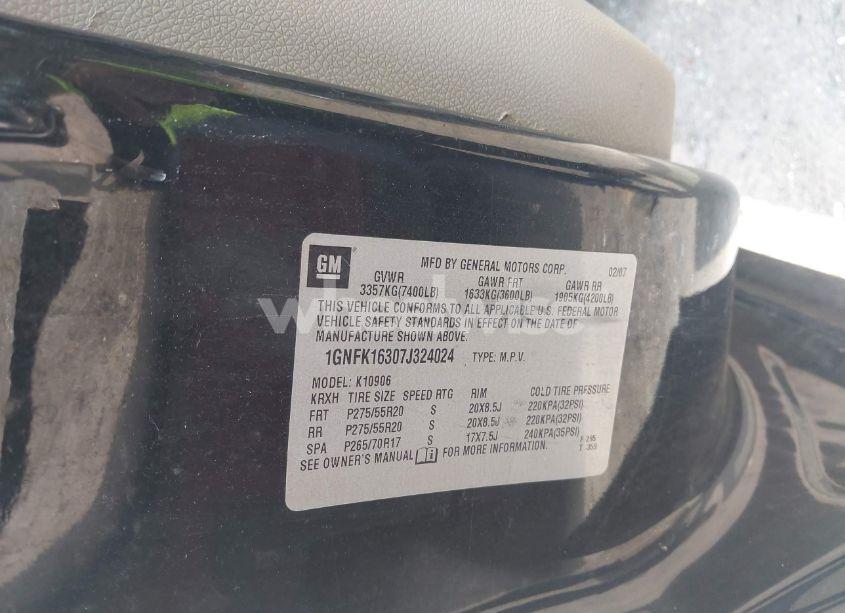 GM
MFD BY GENERAL MOTORS CORP. 02/07
GVWR GAWR FRT GAWR RR
3357KG(7400LB) 1633KG(3600LB) 1905KG(4200LB)
THIS VEHICLE CONFORMS TO ALL APPLICABLE U.S. FEDERAL MOTOR
VEHICLE SAFETY STANDARDS IN EFFECT ON THE DATE OF
MANUFACTURE SHOWN ABOVE.
1GNFK16307J324024 TYPE: M.P.V.
MODEL: K10906
KRXH TIRE SIZE SPEED RTG RIM COLD TIRE PRESSURE
FRT P275/55R20 S 20X8.5J 220KPA(32PSI)
RR P275/55R20 S 20X8.5J 220KPA(32PSI)
SPA P265/70R17 S 17X7.5J 240KPA(35PSI)
SEE OWNER'S MANUAL FOR MORE INFORMATION.